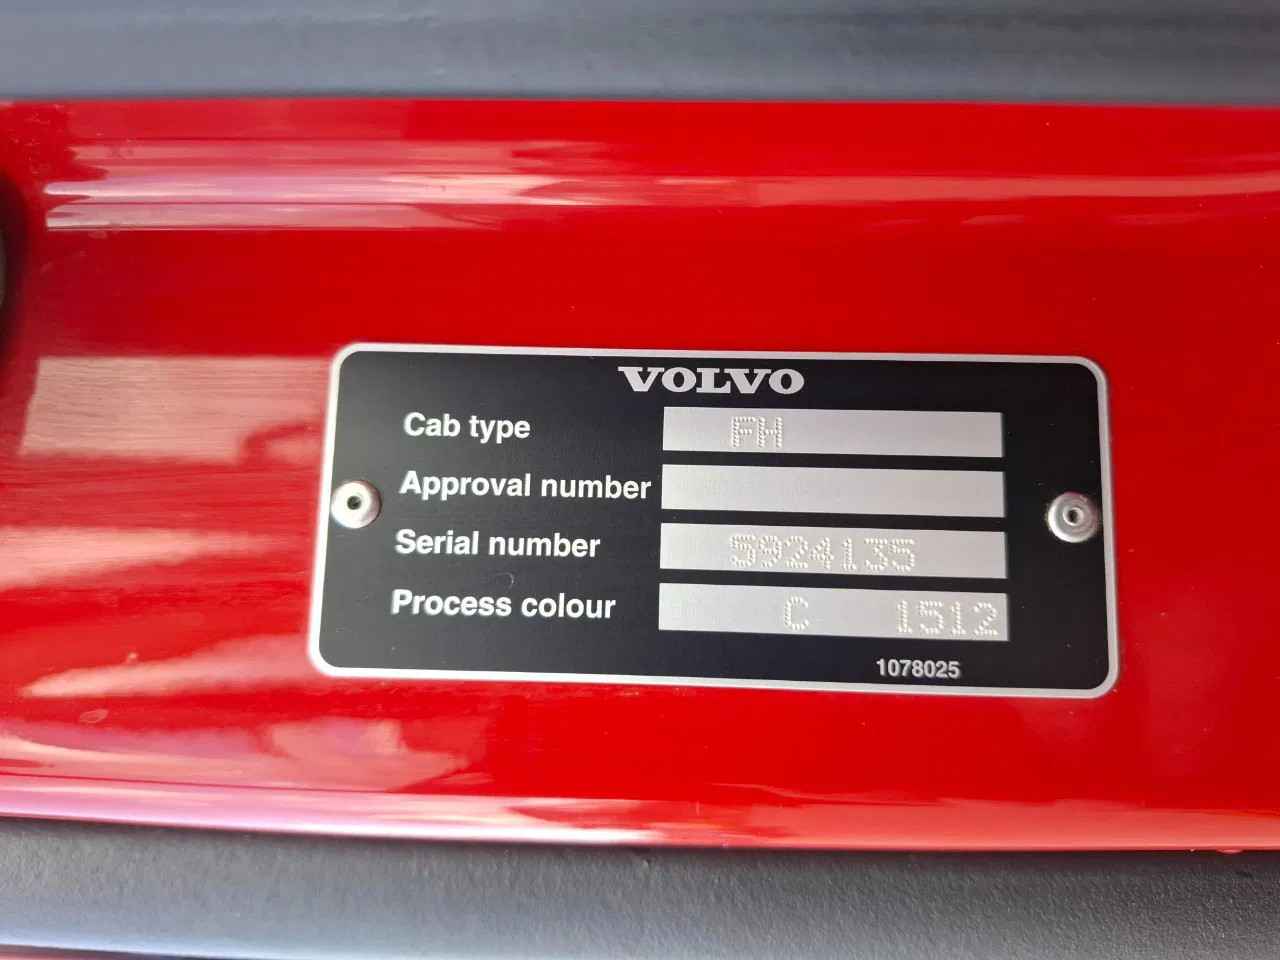 VOLVO
Cab type FH
Approval number
Serial number 5924135
Process colour C 1512
1078025